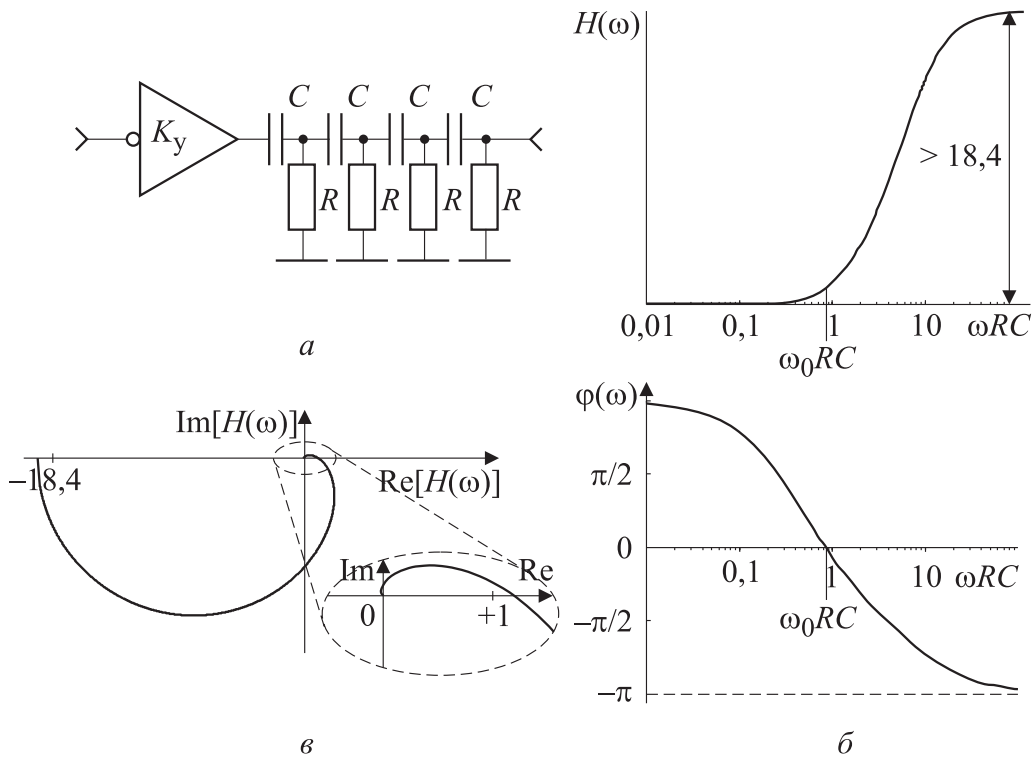 C C C C
Kу
R R R R
а
H(ω)
> 18,4
0,01 0,1 1 10 ωRC
ω₀RC
Im[H(ω)]
−18,4
Re[H(ω)]
Im Re
0 +1
в
φ(ω)
π/2
0
0,1 1 10 ωRC
ω₀RC
−π/2
−π
б